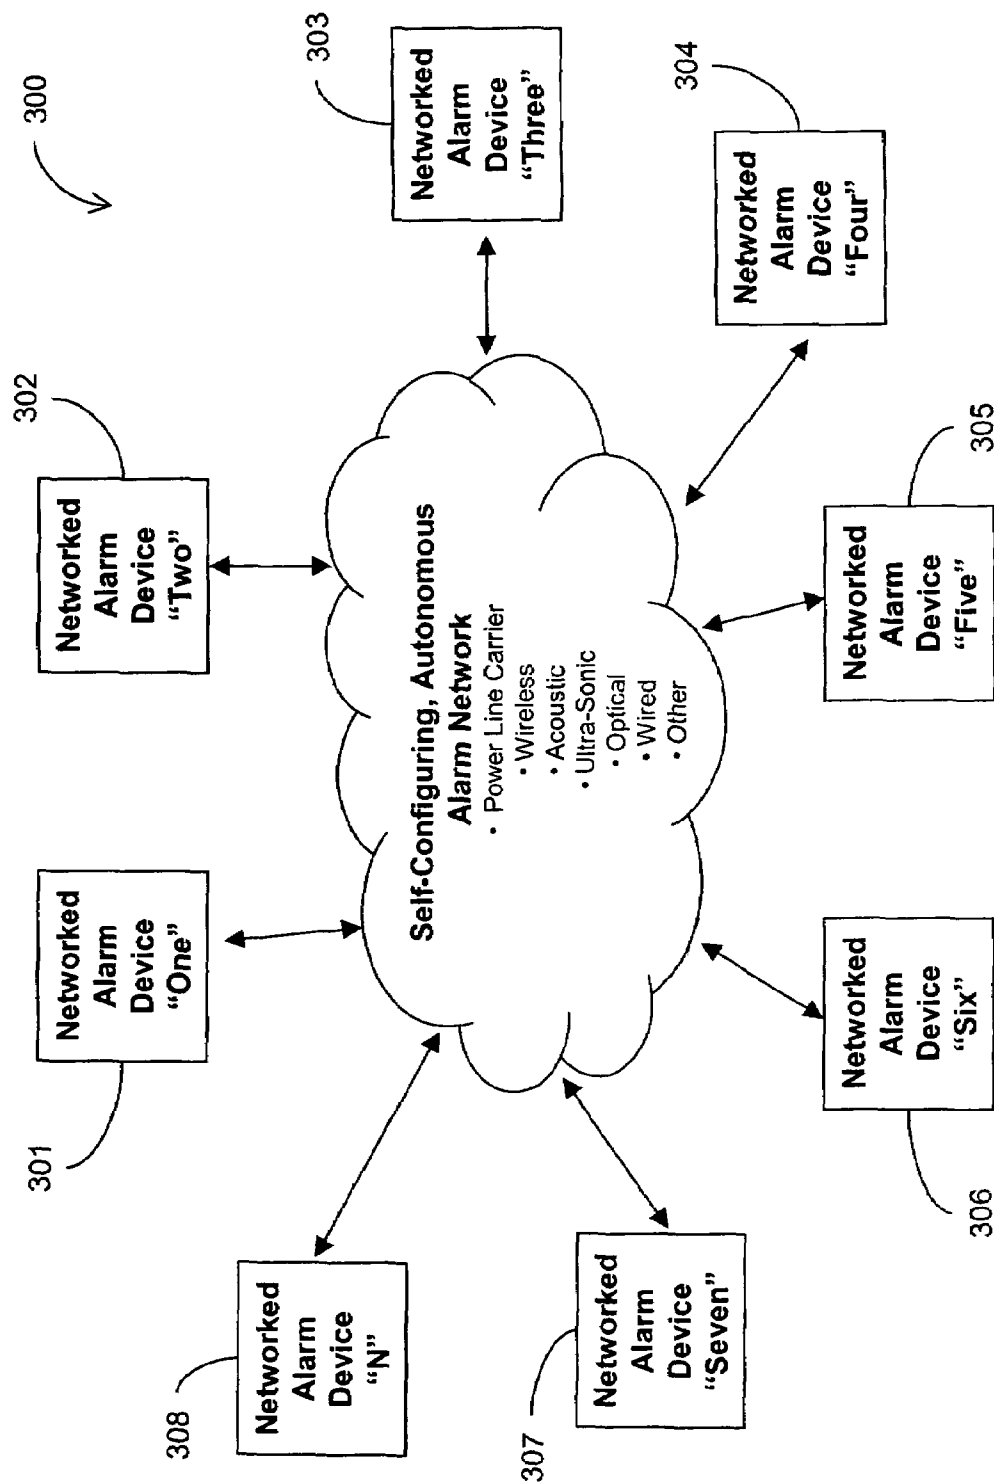 300
301
Networked
Alarm
Device
“One”
302
Networked
Alarm
Device
“Two”
303
Networked
Alarm
Device
“Three”
308
Networked
Alarm
Device
“N”
Self-Configuring, Autonomous
Alarm Network
• Power Line Carrier
• Wireless
• Acoustic
• Ultra-Sonic
• Optical
• Wired
• Other
304
Networked
Alarm
Device
“Four”
307
Networked
Alarm
Device
“Seven”
306
Networked
Alarm
Device
“Six”
305
Networked
Alarm
Device
“Five”